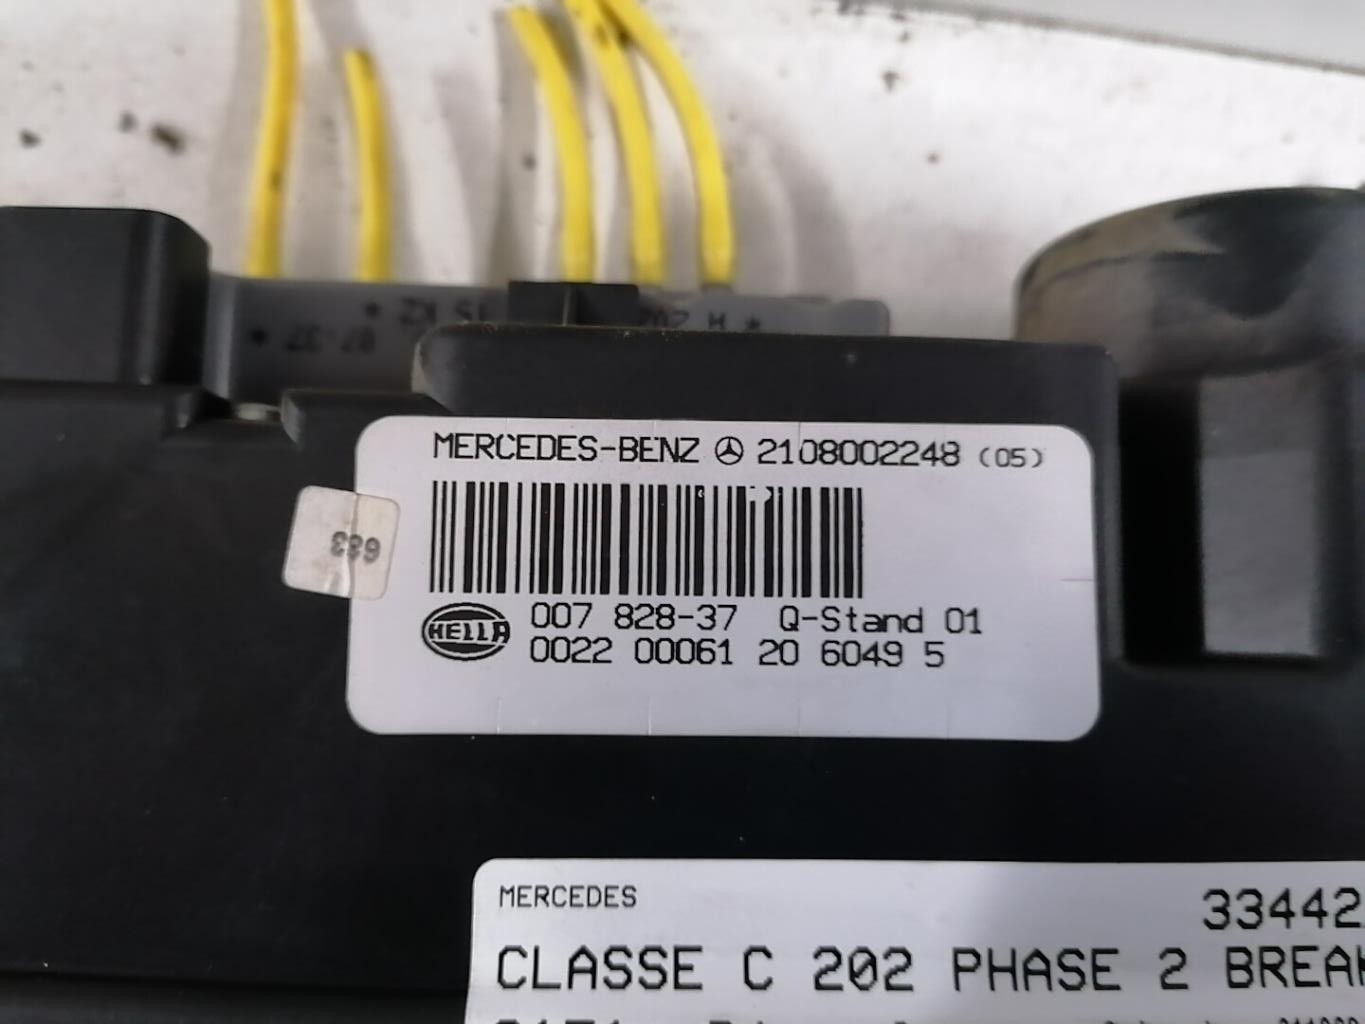 MERCEDES-BENZ 2108002248 (05)
633
HELLA 007 828-37 Q-Stand 01
0022 00061 20 6049 5
MERCEDES
33442
CLASSE C 202 PHASE 2 BREAK